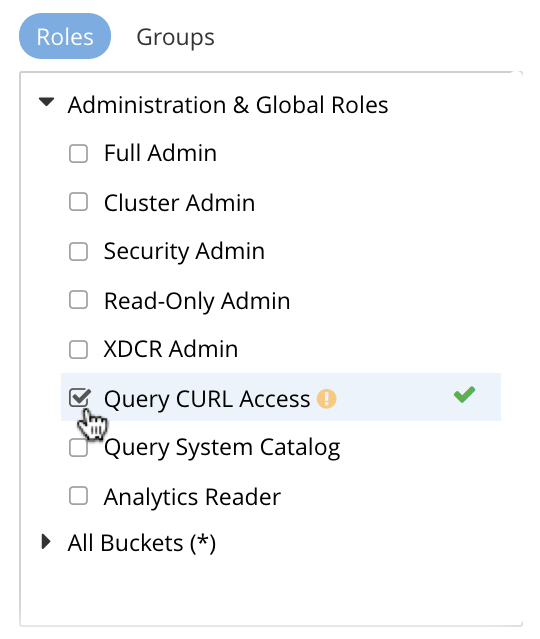 Roles Groups
Administration & Global Roles
Full Admin
Cluster Admin
Security Admin
Read-Only Admin
XDCR Admin
Query CURL Access
Query System Catalog
Analytics Reader
All Buckets (*)